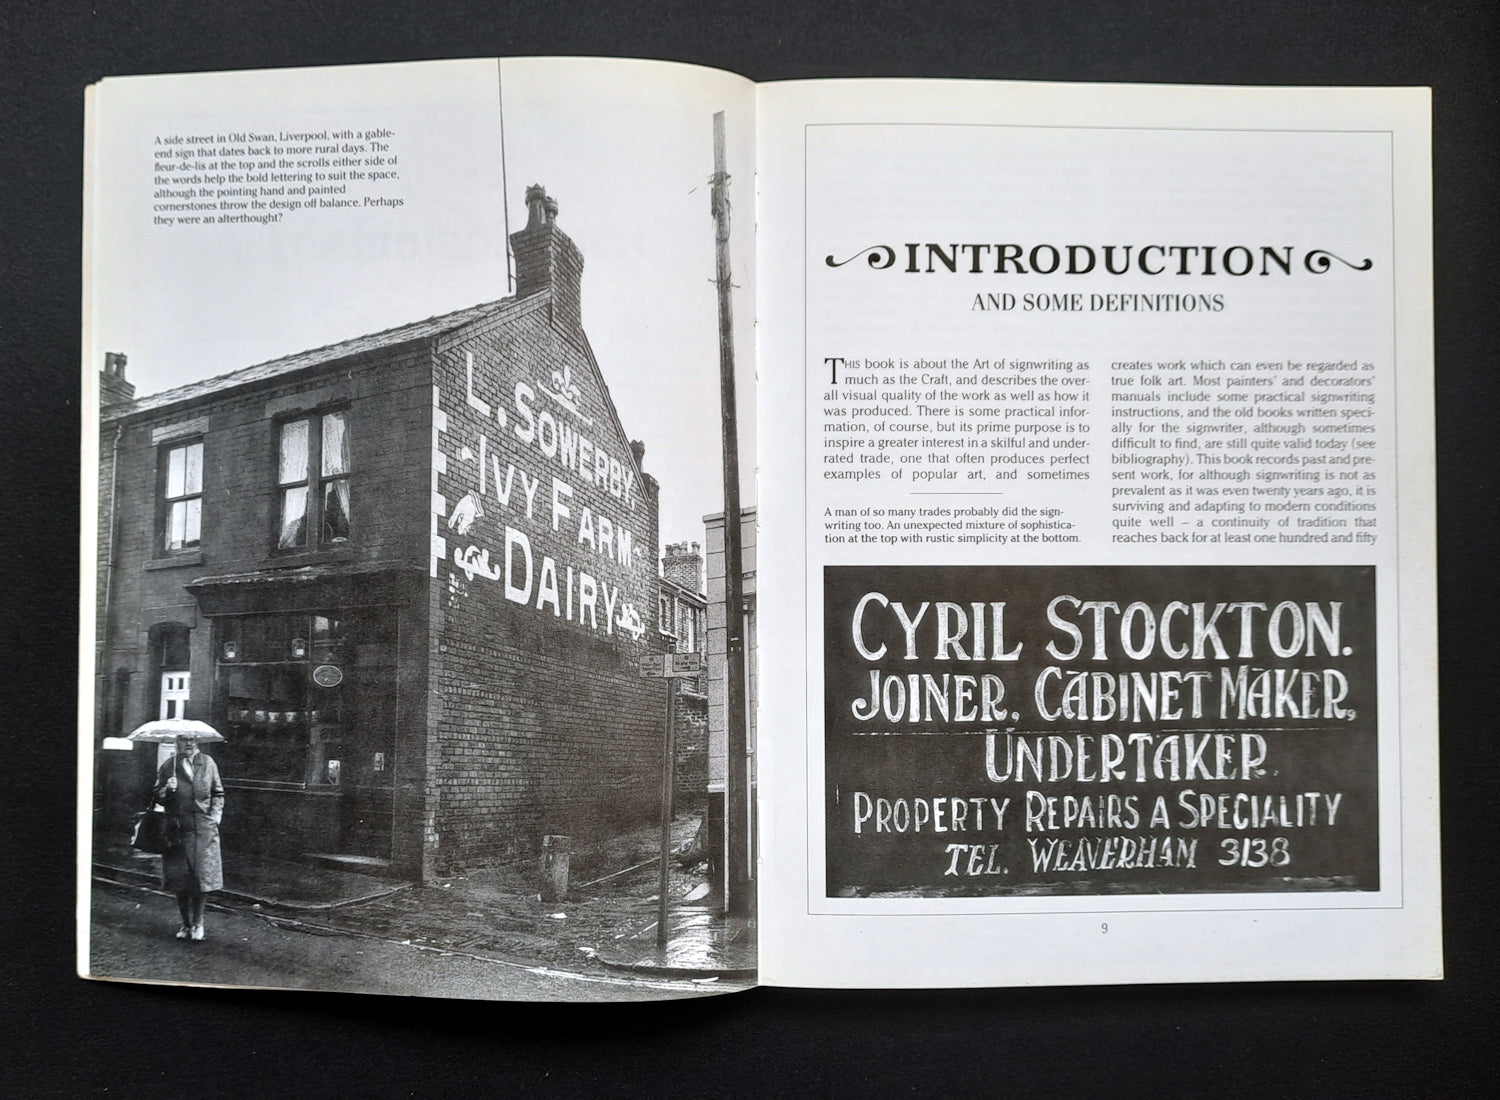 A side street in Old Swan, Liverpool, with a gable-
end sign that dates back to more rural days. The
fleur-de-lis at the top and the scrolls either side of
the words help the bold lettering to suit the space,
although the pointing hand and painted
cornerstones throw the design off balance. Perhaps
they were an afterthought?
L. SOWERBY,
IVY FARM
DAIRY
INTRODUCTION
AND SOME DEFINITIONS
THIS book is about the Art of signwriting as
much as the Craft, and describes the over-
all visual quality of the work as well as how it
was produced. There is some practical infor-
mation, of course, but its prime purpose is to
inspire a greater interest in a skilful and under-
rated trade, one that often produces perfect
examples of popular art, and sometimes
A man of so many trades probably did the sign-
writing too. An unexpected mixture of sophistica-
tion at the top with rustic simplicity at the bottom.
creates work which can even be regarded as
true folk art. Most painters' and decorators'
manuals include some practical signwriting
instructions, and the old books written speci-
ally for the signwriter, although sometimes
difficult to find, are still quite valid today (see
bibliography). This book records past and pre-
sent work, for although signwriting is not as
prevalent as it was even twenty years ago, it is
surviving and adapting to modern conditions
quite well – a continuity of tradition that
reaches back for at least one hundred and fifty
CYRIL STOCKTON.
JOINER, CABINET MAKER,
UNDERTAKER.
PROPERTY REPAIRS A SPECIALITY
TEL. WEAVERHAM 3138
9